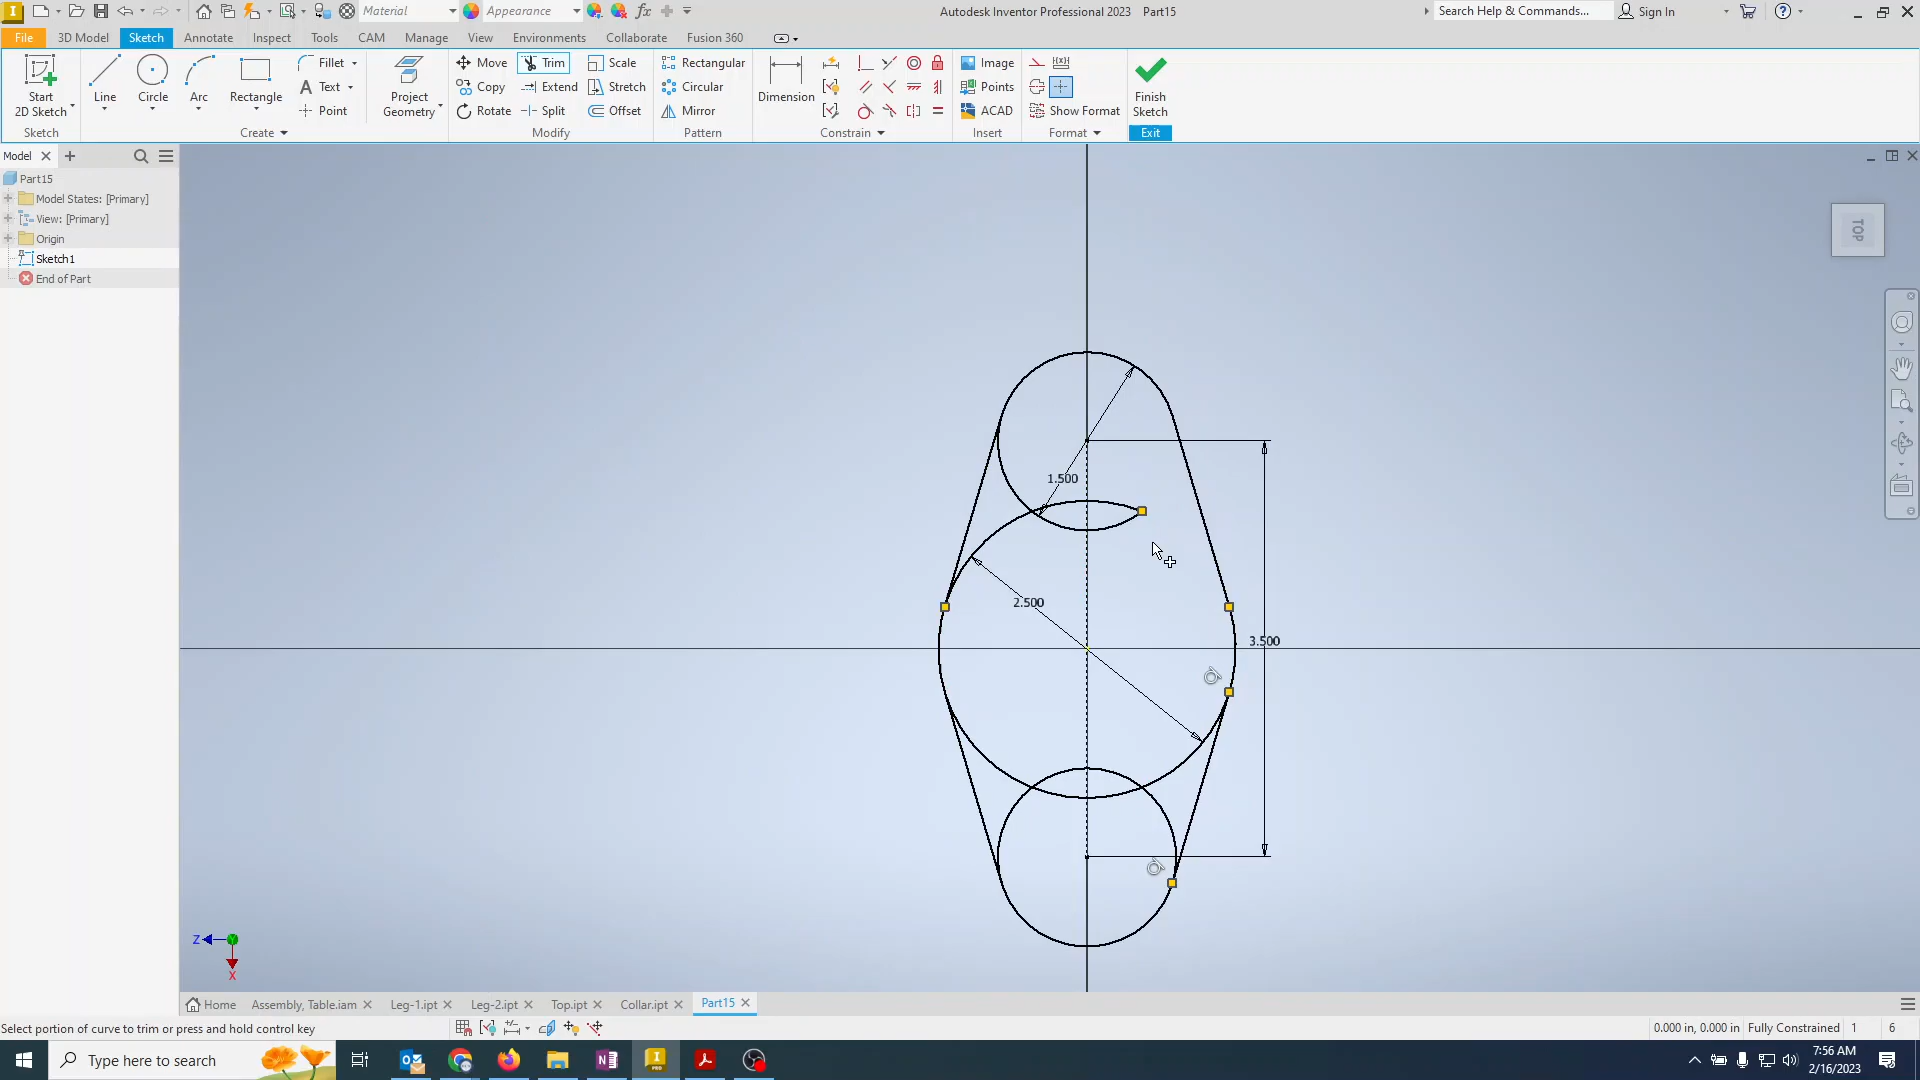 Material
Appearance
Autodesk Inventor Professional 2023 Part15
Search Help & Commands...
Sign In
File
3D Model
Sketch
Annotate
Inspect
Tools
CAM
Manage
View
Environments
Collaborate
Fusion 360
Start
2D Sketch
Line
Circle
Arc
Rectangle
Fillet
Text
Point
Project
Geometry
Move
Copy
Rotate
Trim
Extend
Split
Scale
Stretch
Offset
Rectangular
Circular
Mirror
Dimension
Image
Points
ACAD
Show Format
Finish
Sketch
Sketch
Create
Modify
Pattern
Constrain
Insert
Format
Exit
Model
Part15
Model States: [Primary]
View: [Primary]
Origin
Sketch1
End of Part
TOP
1.500
2.500
3.500
Z
X
Home
Assembly, Table.iam
Leg-1.ipt
Leg-2.ipt
Top.ipt
Collar.ipt
Part15
Select portion of curve to trim or press and hold control key
0.000 in, 0.000 in
Fully Constrained
1
6
Type here to search
7:56 AM
2/16/2023